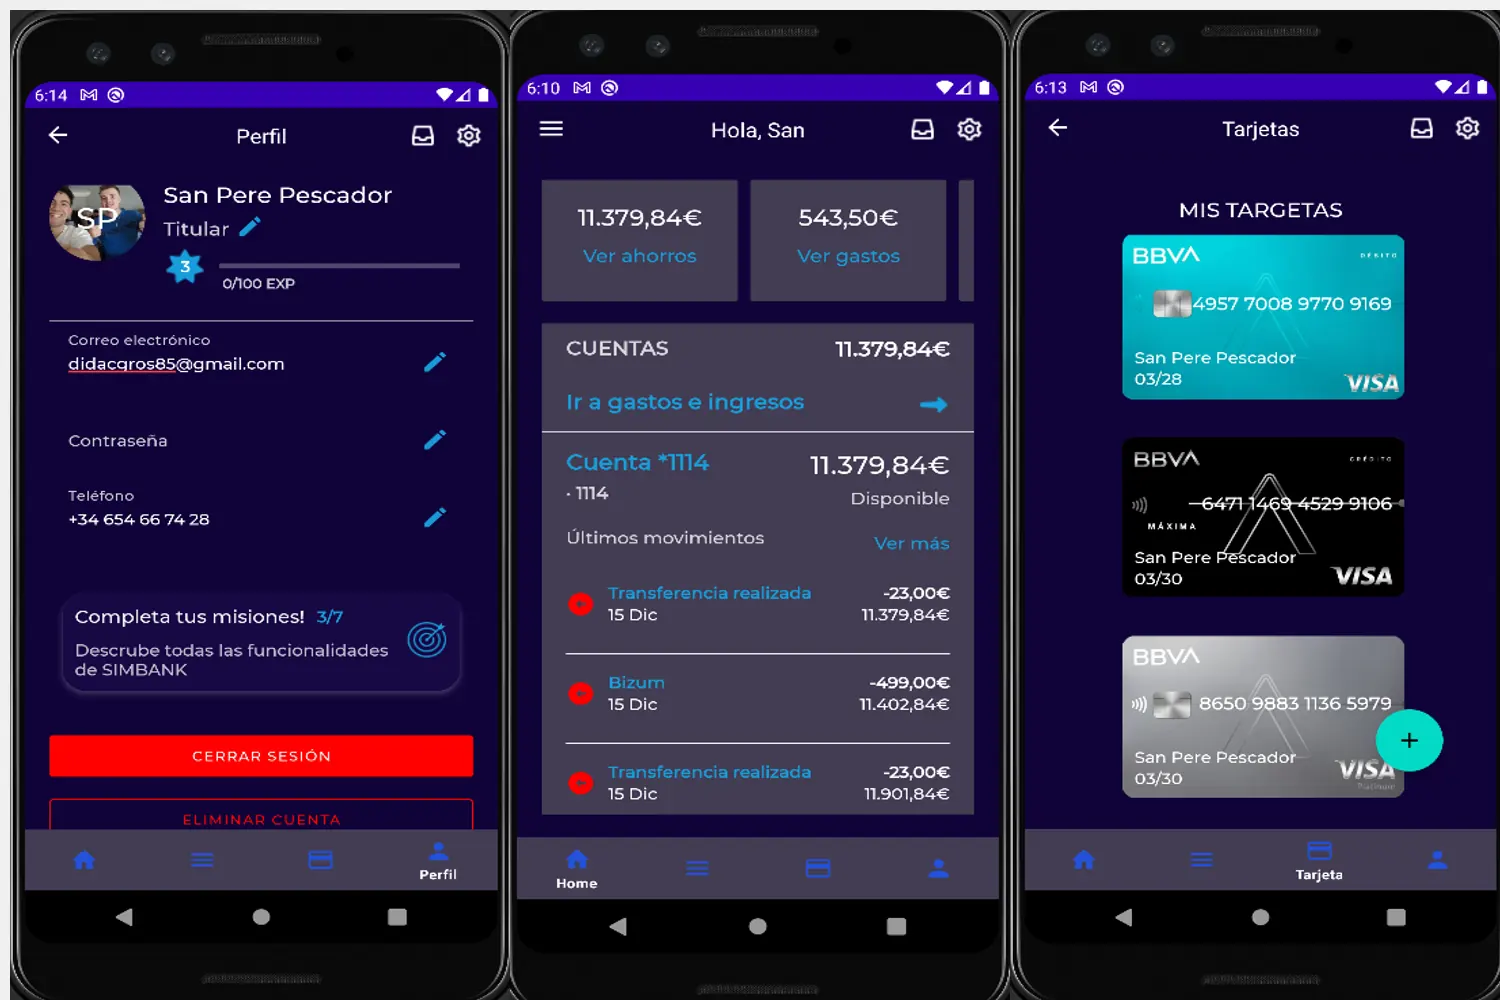 6:14
Perfil
SP
San Pere Pescador
Titular
3
0/100 EXP
Correo electrónico
didacgros85@gmail.com
Contraseña
Teléfono
+34 654 66 74 28
Completa tus misiones! 3/7
Descrube todas las funcionalidades
de SIMBANK
CERRAR SESIÓN
ELIMINAR CUENTA
Perfil
6:10
Hola, San
11.379,84€
Ver ahorros
543,50€
Ver gastos
CUENTAS 11.379,84€
Ir a gastos e ingresos
Cuenta *1114 11.379,84€
· 1114 Disponible
Últimos movimientos Ver más
Transferencia realizada -23,00€
15 Dic 11.379,84€
Bizum -499,00€
15 Dic 11.402,84€
Transferencia realizada -23,00€
15 Dic 11.901,84€
Home
6:13
Tarjetas
MIS TARGETAS
BBVA DÉBITO
4957 7008 9770 9169
San Pere Pescador
03/28
VISA
BBVA CRÉDITO
6471 1469 4529 9106
MÁXIMA
San Pere Pescador
03/30
VISA
BBVA
8650 9883 1136 5979
San Pere Pescador
03/30
VISA
Platinum
+
Tarjeta